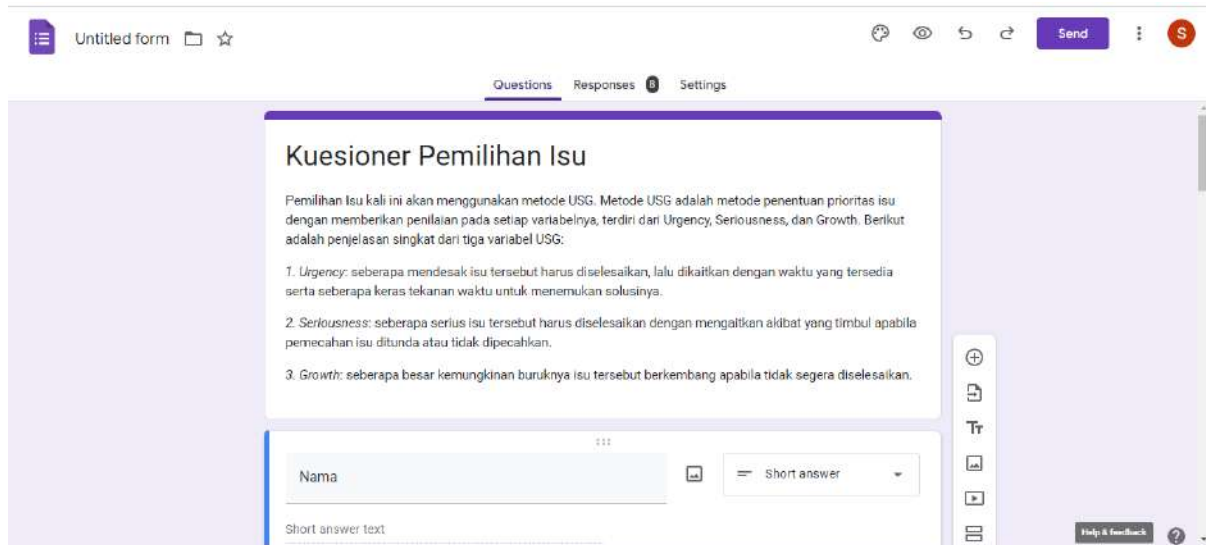 Untitled form
Send
S
Questions Responses 8 Settings
Kuesioner Pemilihan Isu
Pemilihan Isu kali ini akan menggunakan metode USG. Metode USG adalah metode penentuan prioritas isu
dengan memberikan penilaian pada setiap variabelnya, terdiri dari Urgency, Seriousness, dan Growth. Berikut
adalah penjelasan singkat dari tiga variabel USG:
1. Urgency: seberapa mendesak isu tersebut harus diselesaikan, lalu dikaitkan dengan waktu yang tersedia
serta seberapa keras tekanan waktu untuk menemukan solusinya.
2. Seriousness: seberapa serius isu tersebut harus diselesaikan dengan mengaitkan akibat yang timbul apabila
pemecahan isu ditunda atau tidak dipecahkan.
3. Growth: seberapa besar kemungkinan buruknya isu tersebut berkembang apabila tidak segera diselesaikan.
Nama
Short answer
Short answer text
Help & feedback